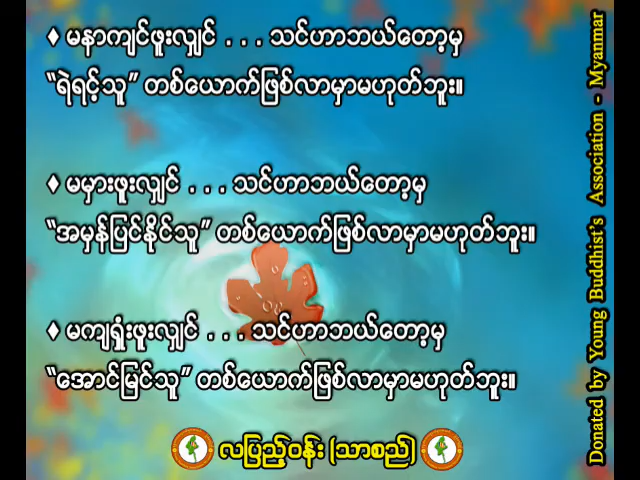 ♦ မနာကျင်ဖူးလျှင် . . . သင်ဟာဘယ်တော့မှ
“ရဲရင့်သူ” တစ်ယောက်ဖြစ်လာမှာမဟုတ်ဘူး။
♦ မမှားဖူးလျှင် . . . သင်ဟာဘယ်တော့မှ
“အမှန်ပြင်နိုင်သူ” တစ်ယောက်ဖြစ်လာမှာမဟုတ်ဘူး။
♦ မကျရှုံးဖူးလျှင် . . . သင်ဟာဘယ်တော့မှ
“အောင်မြင်သူ” တစ်ယောက်ဖြစ်လာမှာမဟုတ်ဘူး။
လပြည့်ဝန်း (သာစည်)
Donated by Young Buddhist's Association - Myanmar